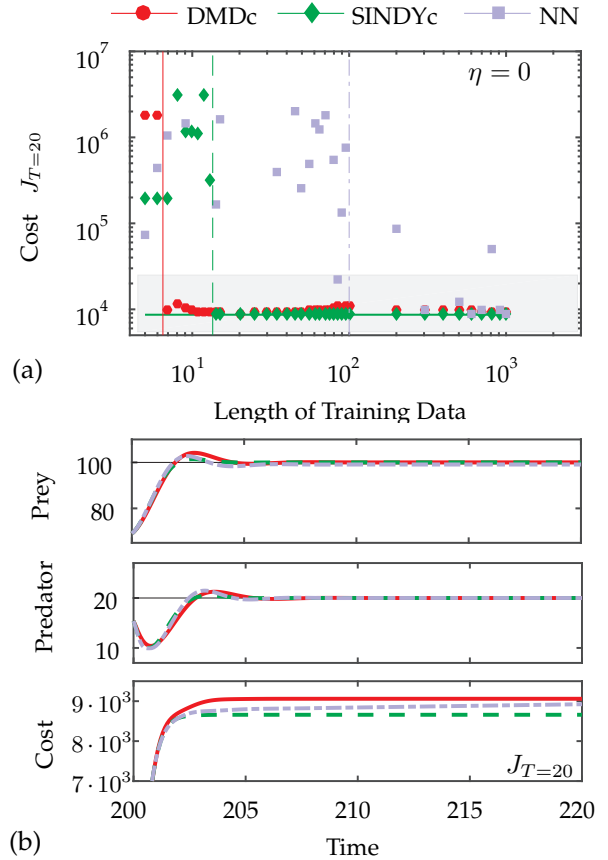 DMDc SINDYc NN
η = 0
Cost J_{T=20}
10^7
10^6
10^5
10^4
10^1 10^2 10^3
(a)
Length of Training Data
Prey
100
80
Predator
20
10
Cost
9·10^3
8·10^3
7·10^3
J_{T=20}
200 205 210 215 220
(b)
Time